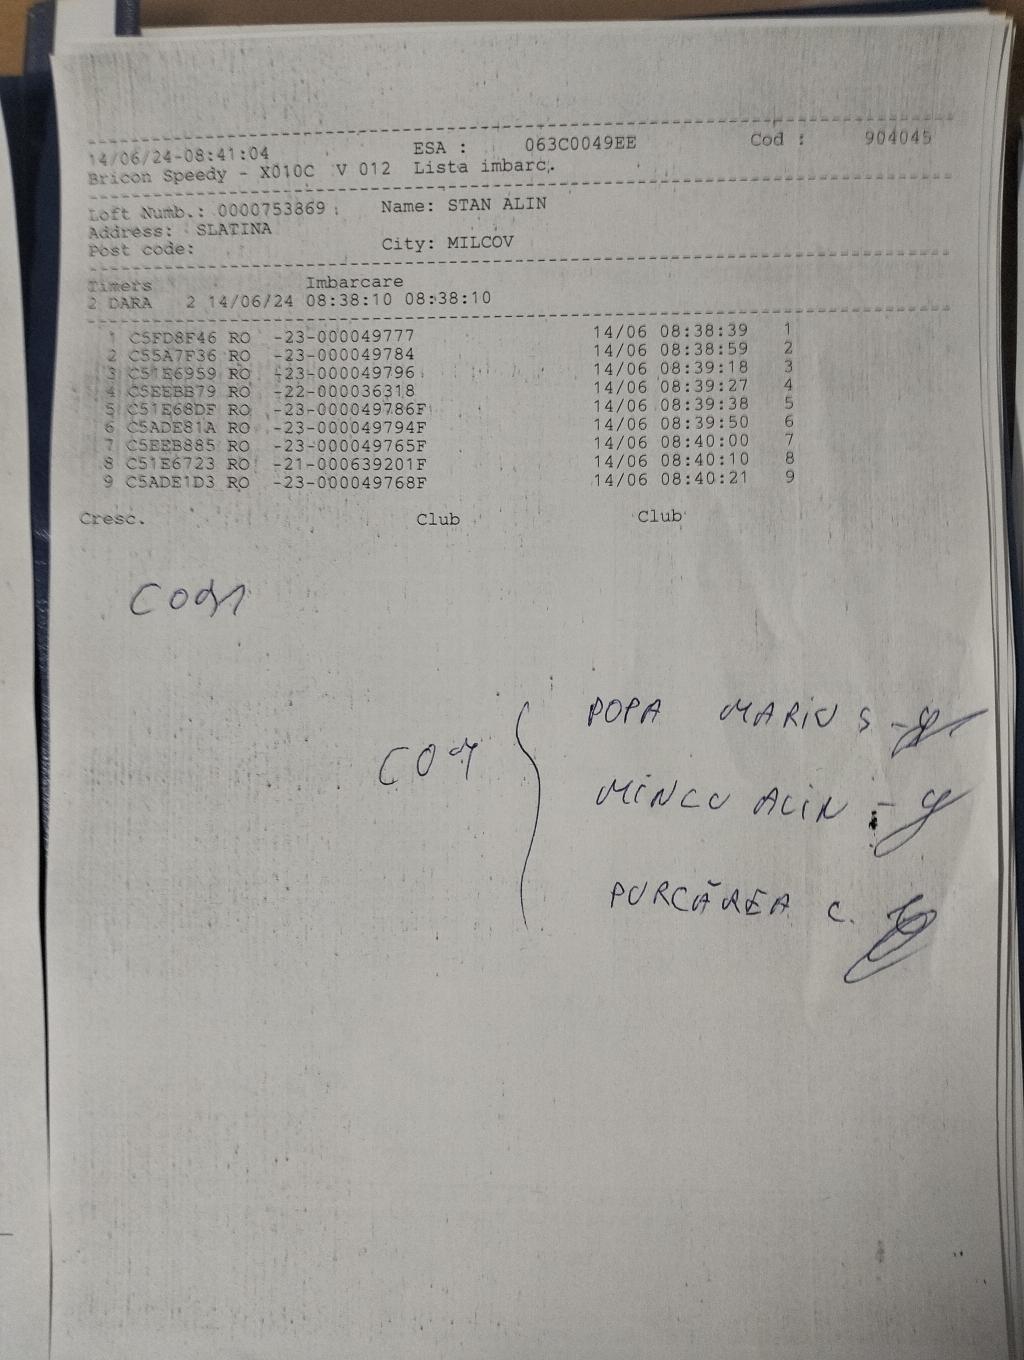 14/06/24-08:41:04 ESA : 063C0049EE Cod : 904045
Bricon Speedy - X010C V 012 Lista imbarc.
Loft Numb.: 0000753869 Name: STAN ALIN
Address: SLATINA
Post code: City: MILCOV
Timers Imbarcare
2 DARA 2 14/06/24 08:38:10 08:38:10
1 C5FD8F46 RO -23-000049777 14/06 08:38:39 1
2 C55A7F36 RO -23-000049784 14/06 08:38:59 2
3 C51E6959 RO -23-000049796 14/06 08:39:18 3
4 C5EEBB79 RO -22-000036318 14/06 08:39:27 4
5 C51E68DF RO -23-000049786F 14/06 08:39:38 5
6 C5ADE81A RO -23-000049794F 14/06 08:39:50 6
7 C5EEB885 RO -23-000049765F 14/06 08:40:00 7
8 C51E6723 RO -21-000639201F 14/06 08:40:10 8
9 C5ADE1D3 RO -23-000049768F 14/06 08:40:21 9
Cresc. Club Club
POPA MARIUS
MINCU ALIN
PURCĂREA C.